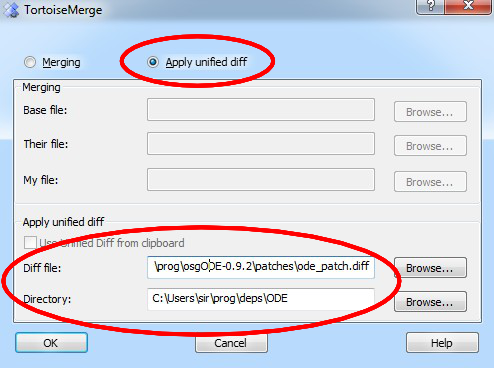 TortoiseMerge
Merging
Apply unified diff
Merging
Base file:
Browse...
Their file:
Browse...
My file:
Browse...
Apply unified diff
Use Unified Diff from clipboard
Diff file:
\prog\osgODE-0.9.2\patches\ode_patch.diff
Browse...
Directory:
C:\Users\sir\prog\deps\ODE
Browse...
OK
Cancel
Help